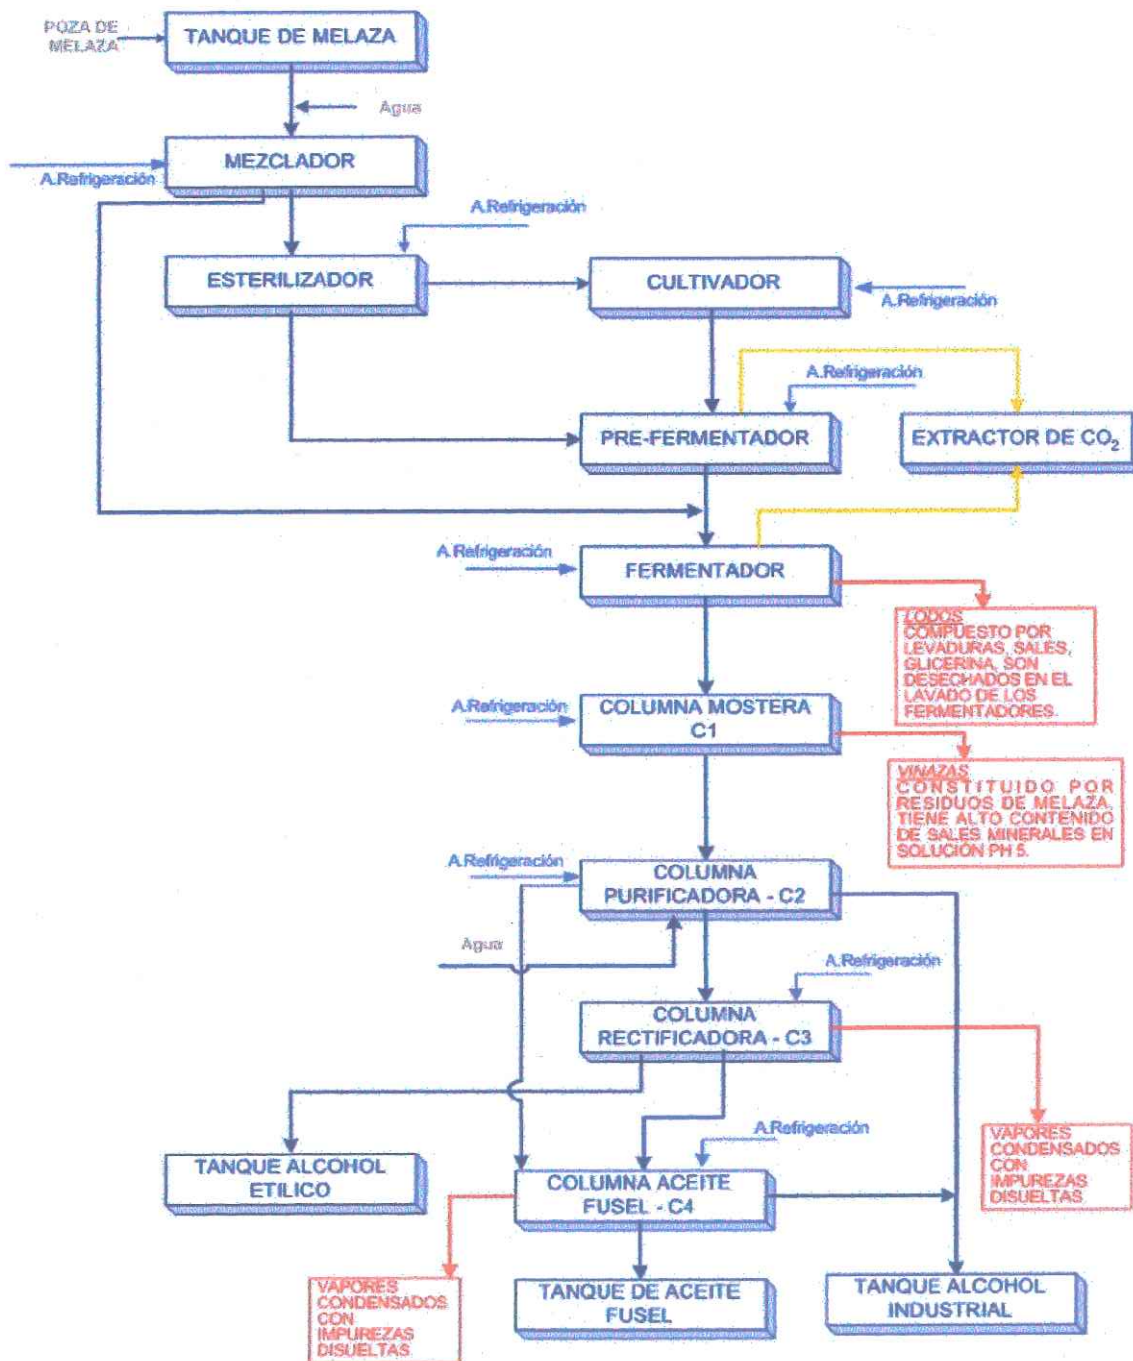 POZA DE
MELAZA
TANQUE DE MELAZA
Agua
MEZCLADOR
A.Refrigeración
A.Refrigeración
ESTERILIZADOR
CULTIVADOR
A.Refrigeración
A.Refrigeración
PRE-FERMENTADOR
EXTRACTOR DE CO₂
A.Refrigeración
FERMENTADOR
LODOS
COMPUESTO POR
LEVADURAS, SALES,
GLICERINA, SON
DESECHADOS EN EL
LAVADO DE LOS
FERMENTADORES.
A.Refrigeración
COLUMNA MOSTERA
C1
VINAZAS
CONSTITUIDO POR
RESIDUOS DE MELAZA,
TIENE ALTO CONTENIDO
DE SALES MINERALES EN
SOLUCIÓN PH 5.
A.Refrigeración
COLUMNA
PURIFICADORA - C2
Agua
A.Refrigeración
COLUMNA
RECTIFICADORA - C3
A.Refrigeración
VAPORES
CONDENSADOS
CON
IMPUREZAS
DISUELTAS
TANQUE ALCOHOL
ETILICO
COLUMNA ACEITE
FUSEL - C4
VAPORES
CONDENSADOS
CON
IMPUREZAS
DISUELTAS
TANQUE DE ACEITE
FUSEL
TANQUE ALCOHOL
INDUSTRIAL